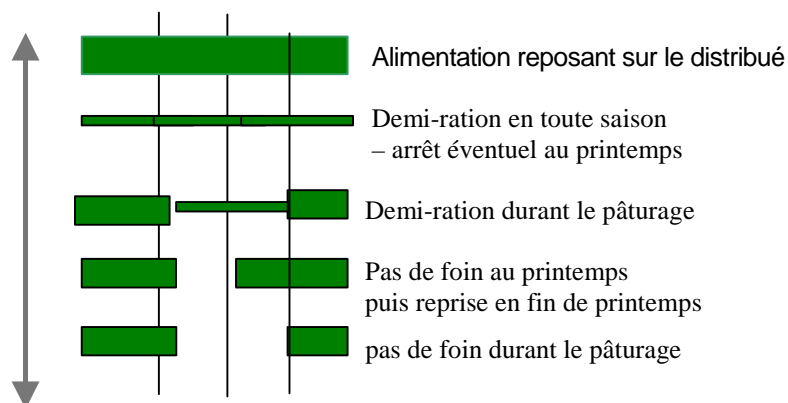 Alimentation reposant sur le distribué
Demi-ration en toute saison
– arrêt éventuel au printemps
Demi-ration durant le pâturage
Pas de foin au printemps
puis reprise en fin de printemps
pas de foin durant le pâturage